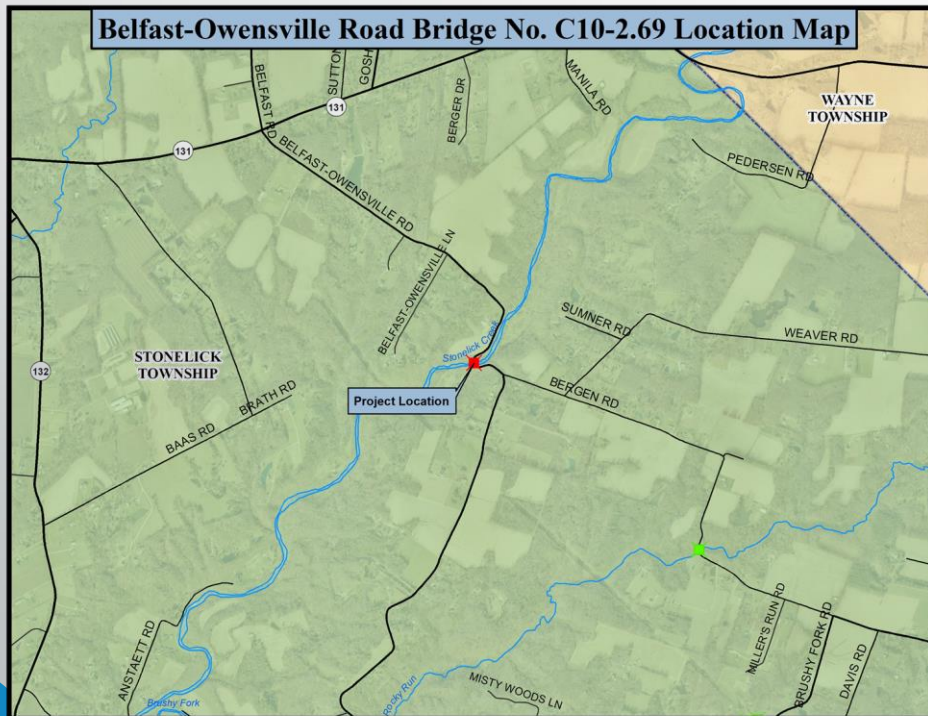 Belfast-Owensville Road Bridge No. C10-2.69 Location Map
BELFAST RD
SUTTON
GOSH
131
131
BERGER DR
MANILA RD
WAYNE
TOWNSHIP
PEDERSEN RD
BELFAST-OWENSVILLE RD
BELFAST-OWENSVILLE LN
SUMNER RD
WEAVER RD
Stonelick Creek
STONELICK
TOWNSHIP
132
Project Location
BERGEN RD
BRATH RD
BAAS RD
ANSTAETT RD
Brushy Fork
Rocky Run
MISTY WOODS LN
MILLER'S RUN RD
BRUSHY FORK RD
DAVIS RD